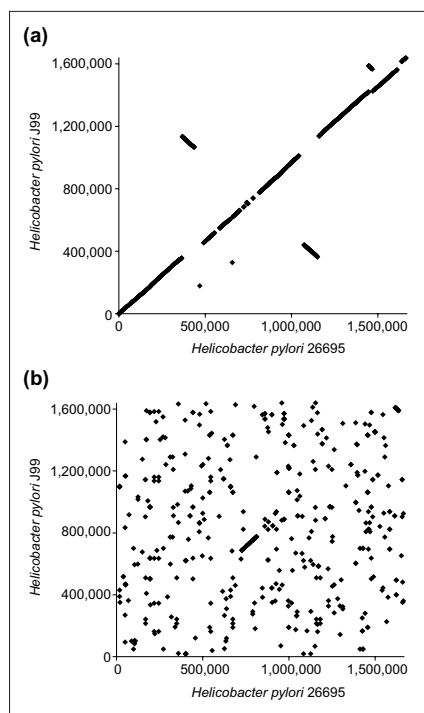 (a)
1,600,000
1,200,000
800,000
400,000
0
0 500,000 1,000,000 1,500,000
Helicobacter pylori J99
Helicobacter pylori 26695
(b)
1,600,000
1,200,000
800,000
400,000
0
0 500,000 1,000,000 1,500,000
Helicobacter pylori J99
Helicobacter pylori 26695